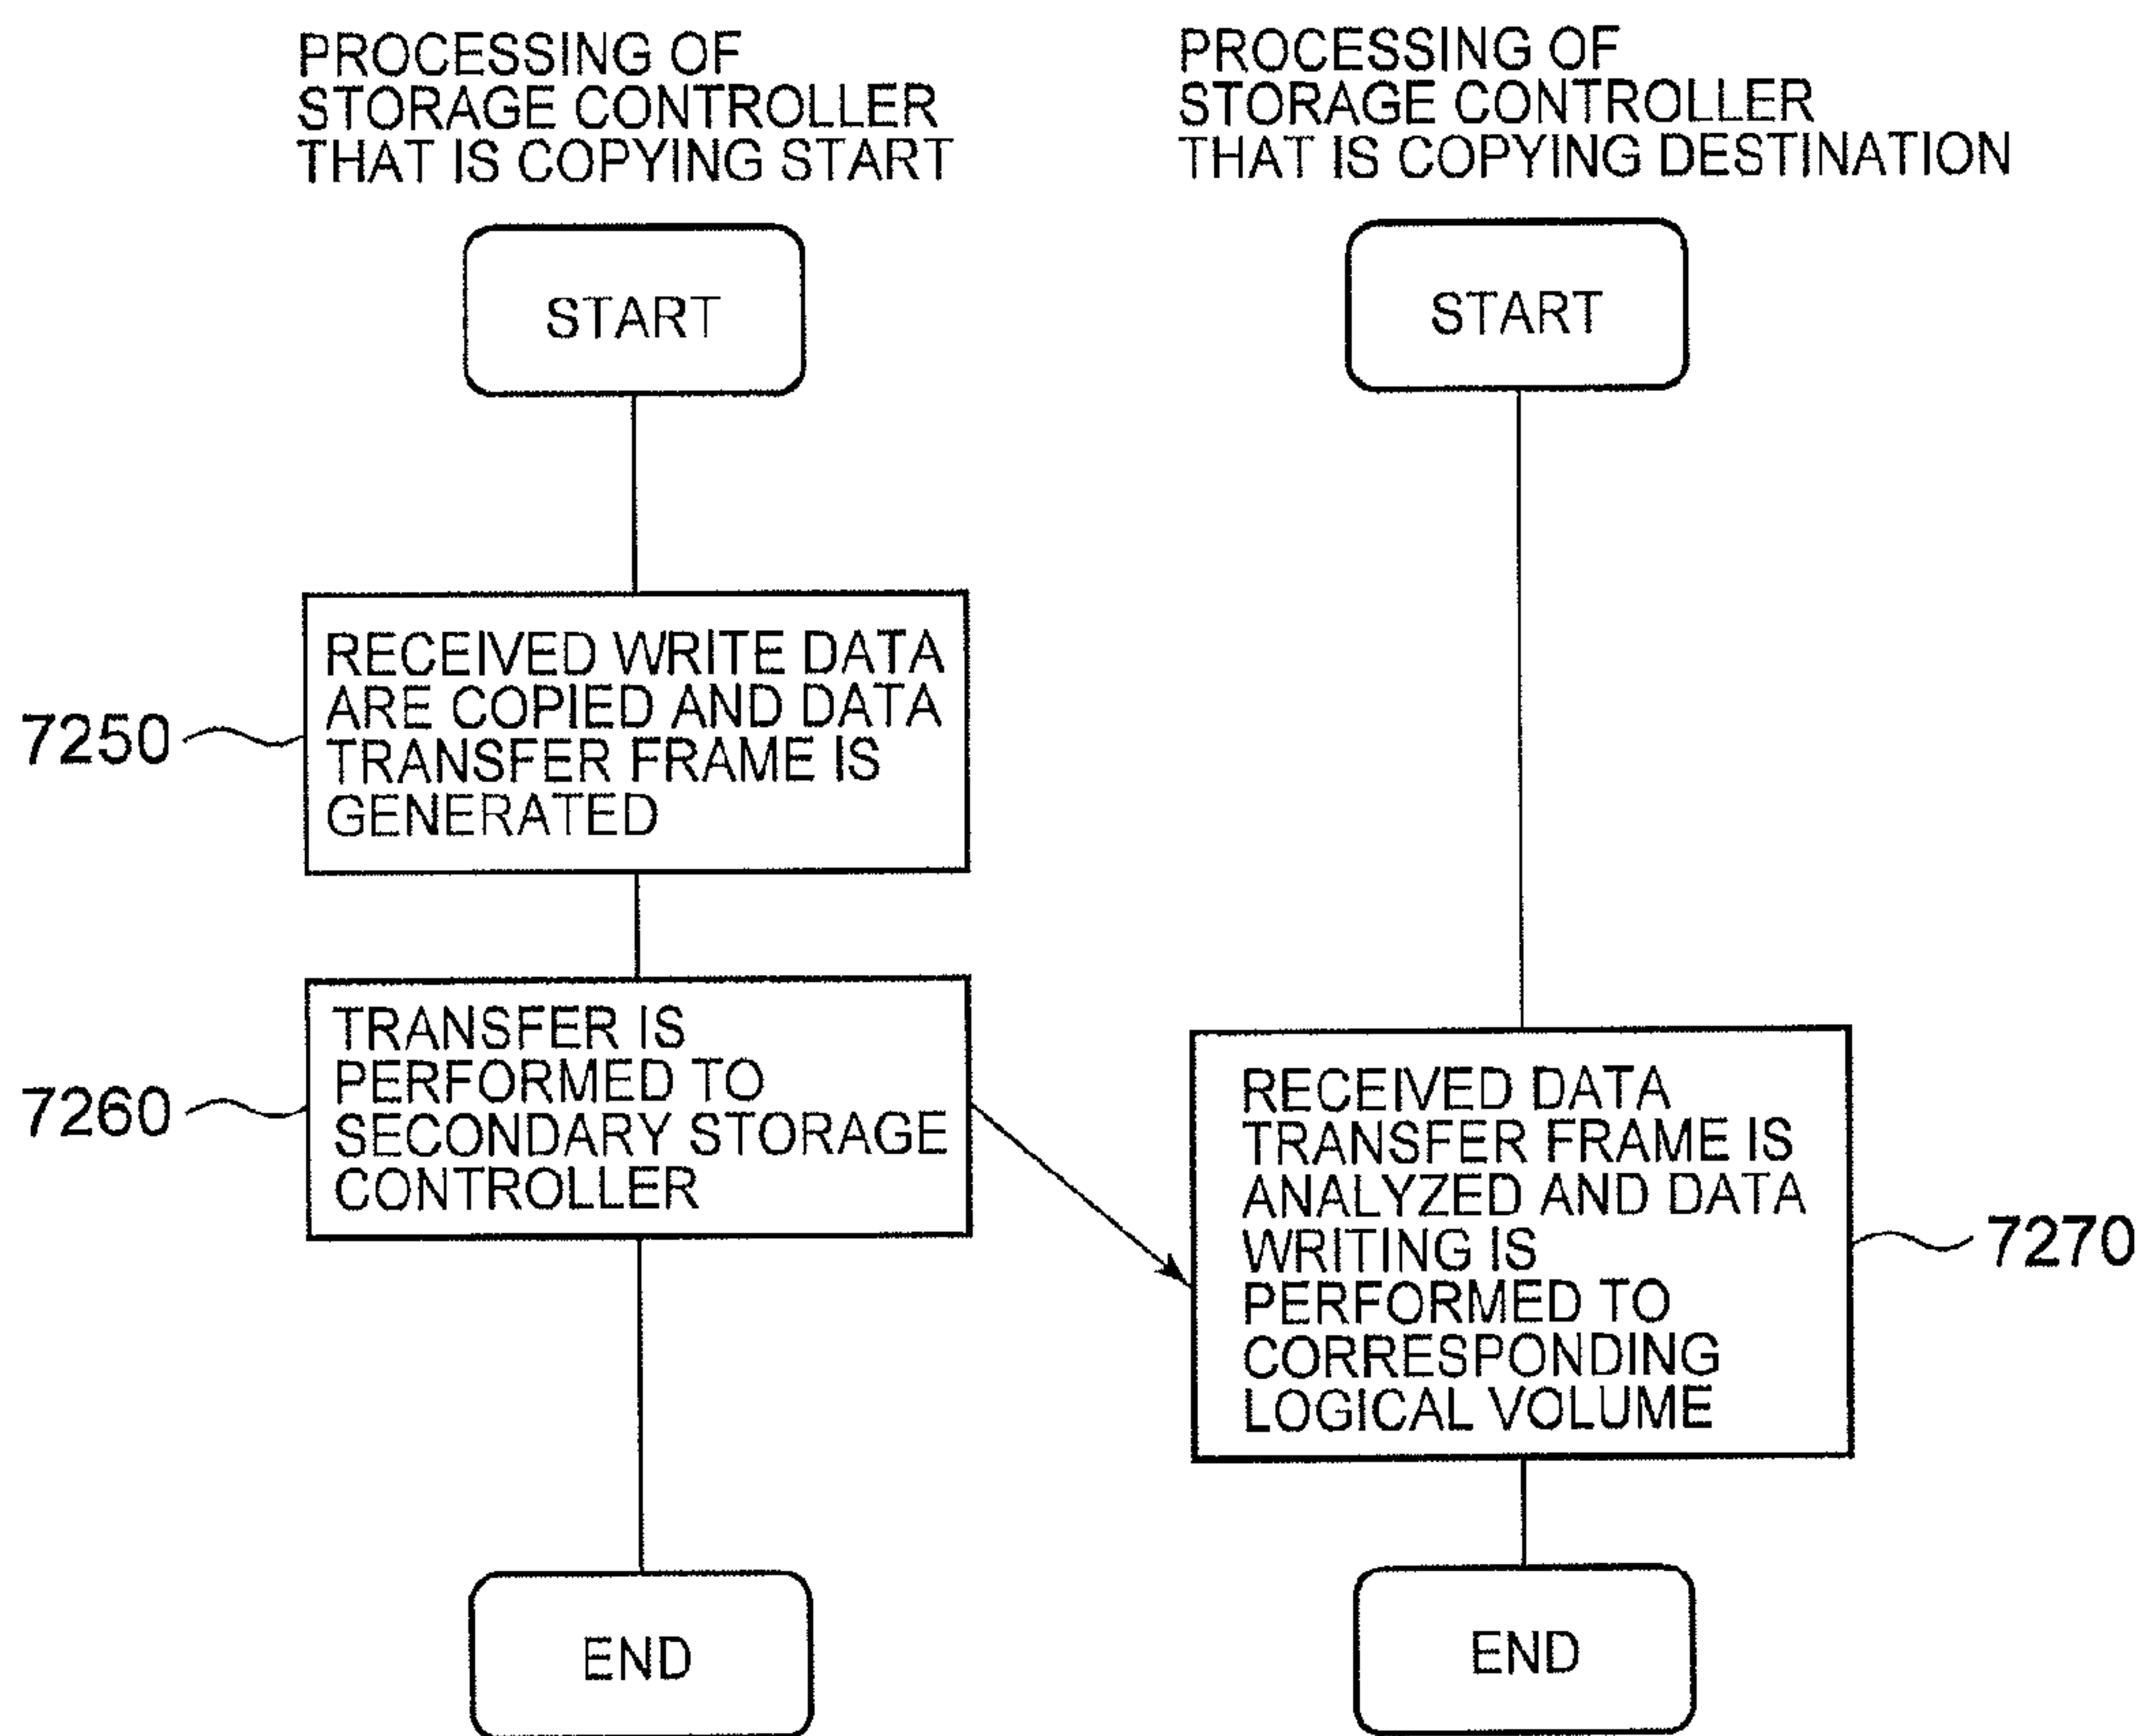 PROCESSING OF
STORAGE CONTROLLER
THAT IS COPYING START
START
7250
RECEIVED WRITE DATA
ARE COPIED AND DATA
TRANSFER FRAME IS
GENERATED
7260
TRANSFER IS
PERFORMED TO
SECONDARY STORAGE
CONTROLLER
END
PROCESSING OF
STORAGE CONTROLLER
THAT IS COPYING DESTINATION
START
RECEIVED DATA
TRANSFER FRAME IS
ANALYZED AND DATA
WRITING IS
PERFORMED TO
CORRESPONDING
LOGICAL VOLUME
7270
END